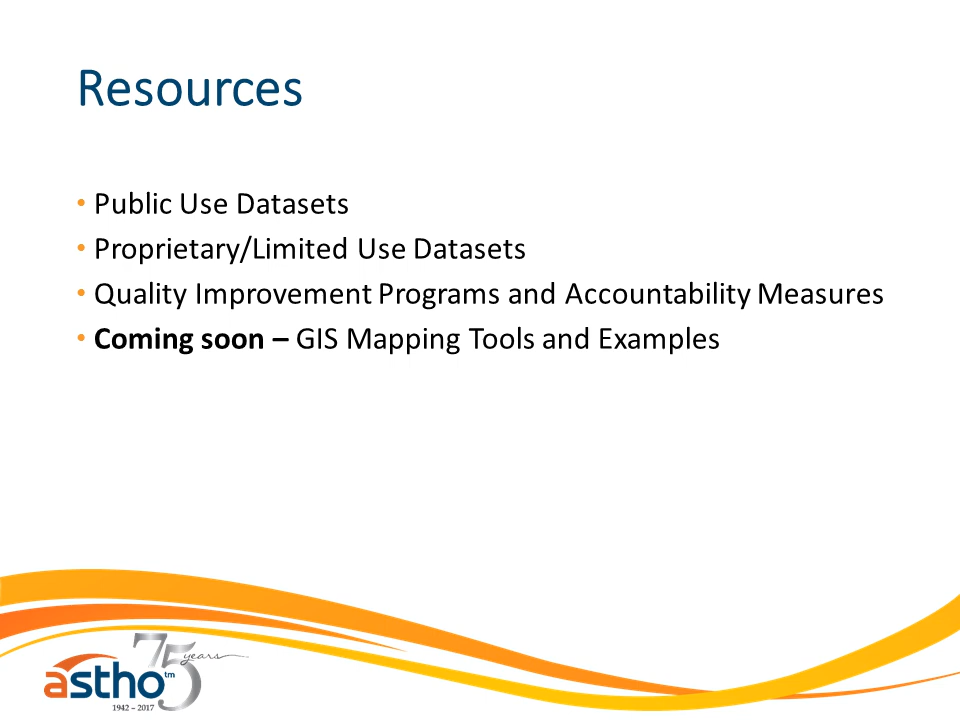 Resources
• Public Use Datasets
• Proprietary/Limited Use Datasets
• Quality Improvement Programs and Accountability Measures
• Coming soon – GIS Mapping Tools and Examples
75 years
astho™
1942 – 2017